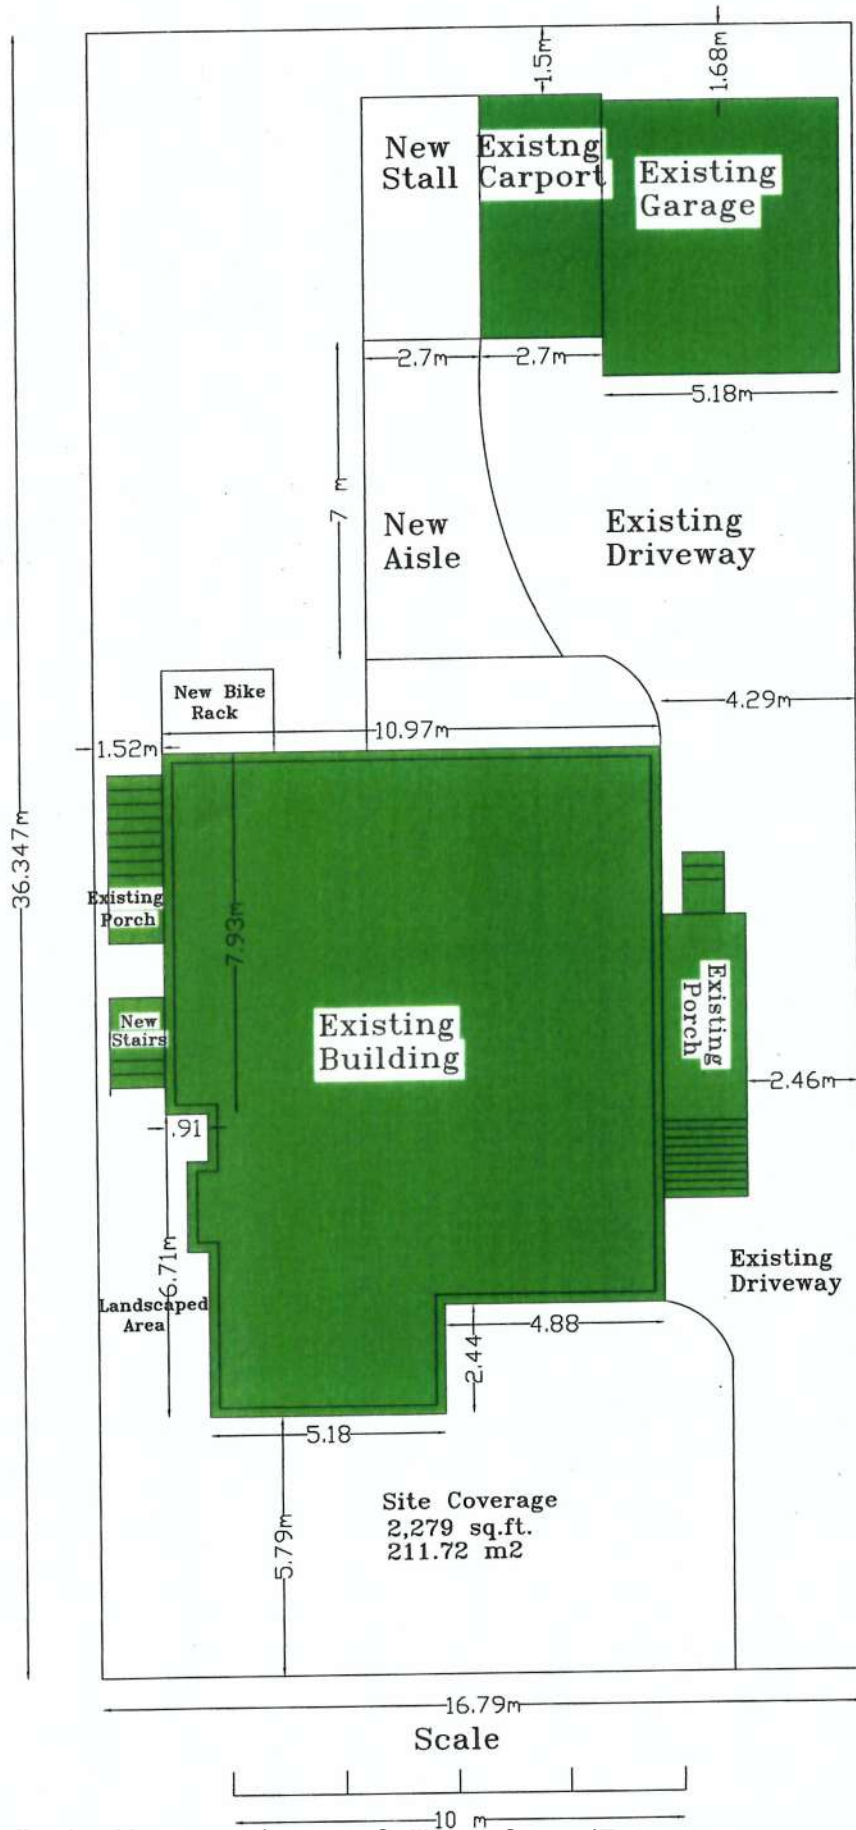 1.5m
1.68m
New
Stall
Existng
Carport
Existing
Garage
2.7m
2.7m
5.18m
7 m
New
Aisle
Existing
Driveway
New Bike
Rack
4.29m
10.97m
1.52m
36.347m
Existing
Porch
7.93m
New
Stairs
Existing
Building
Existing
Porch
2.46m
.91
6.71m
Landscaped
Area
Existing
Driveway
4.88
2.44
5.18
5.79m
Site Coverage
2,279 sq.ft.
211.72 m2
16.79m
Scale
10 m